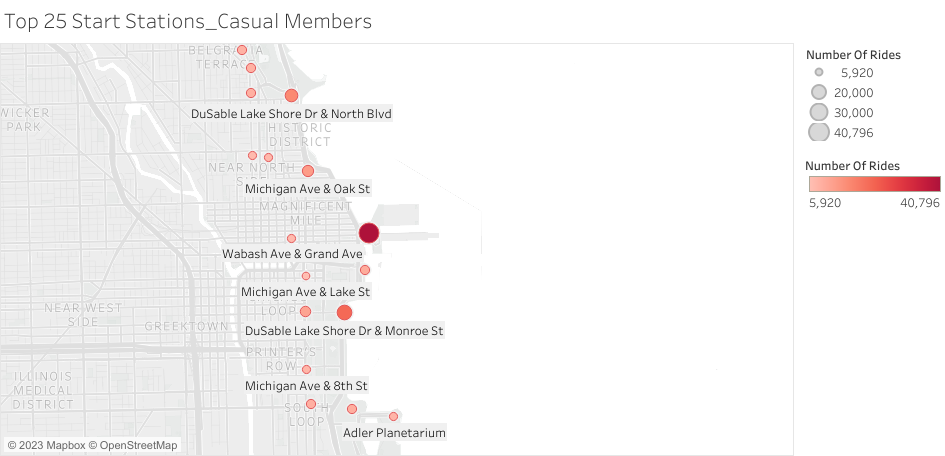 Top 25 Start Stations_Casual Members
BELGRAVIA
TERRACE
DuSable Lake Shore Dr & North Blvd
WICKER
PARK
HISTORIC
DISTRICT
NEAR NORTH
SIDE
Michigan Ave & Oak St
MAGNIFICENT
MILE
Wabash Ave & Grand Ave
Michigan Ave & Lake St
NEAR WEST
SIDE
LOOP
GREEKTOWN
DuSable Lake Shore Dr & Monroe St
PRINTER'S
ROW
ILLINOIS
MEDICAL
DISTRICT
Michigan Ave & 8th St
SOUTH
LOOP
Adler Planetarium
© 2023 Mapbox © OpenStreetMap
Number Of Rides
5,920
20,000
30,000
40,796
Number Of Rides
5,920 40,796